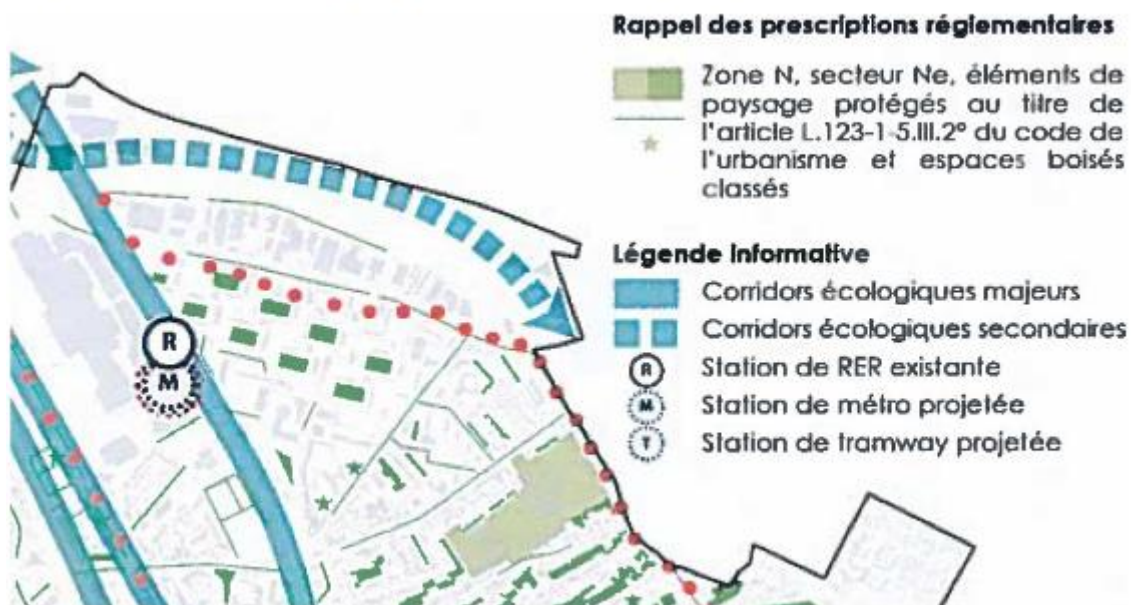 Rappel des prescriptions réglementaires
Zone N, secteur Ne, éléments de
paysage protégés au titre de
l'article L.123-1-5.III.2° du code de
l'urbanisme et espaces boisés
classés
Légende informative
Corridors écologiques majeurs
Corridors écologiques secondaires
R Station de RER existante
M Station de métro projetée
T Station de tramway projetée
R
M